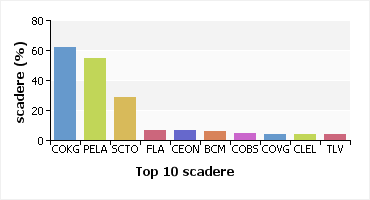 80
60
40
20
0
scadere (%)
COKG PELA SCTO FLA CEON BCM COBS COVG CLEL TLV
Top 10 scadere